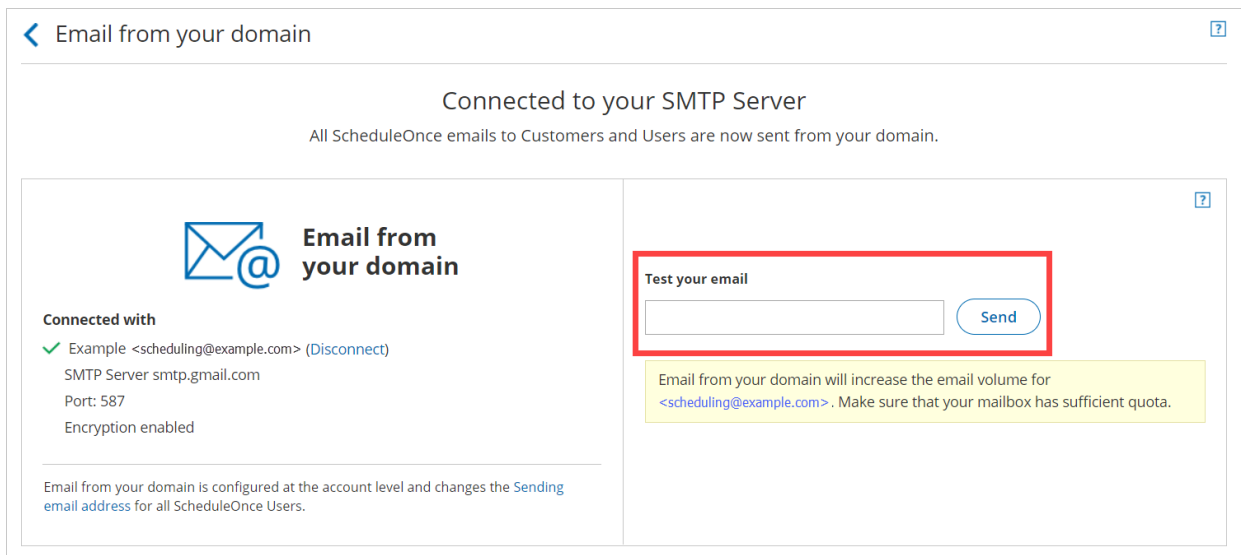 Email from your domain
?
Connected to your SMTP Server
All ScheduleOnce emails to Customers and Users are now sent from your domain.
Email from
your domain
Connected with
Example <scheduling@example.com> (Disconnect)
SMTP Server smtp.gmail.com
Port: 587
Encryption enabled
Email from your domain is configured at the account level and changes the Sending
email address for all ScheduleOnce Users.
?
Test your email
Send
Email from your domain will increase the email volume for
<scheduling@example.com>. Make sure that your mailbox has sufficient quota.